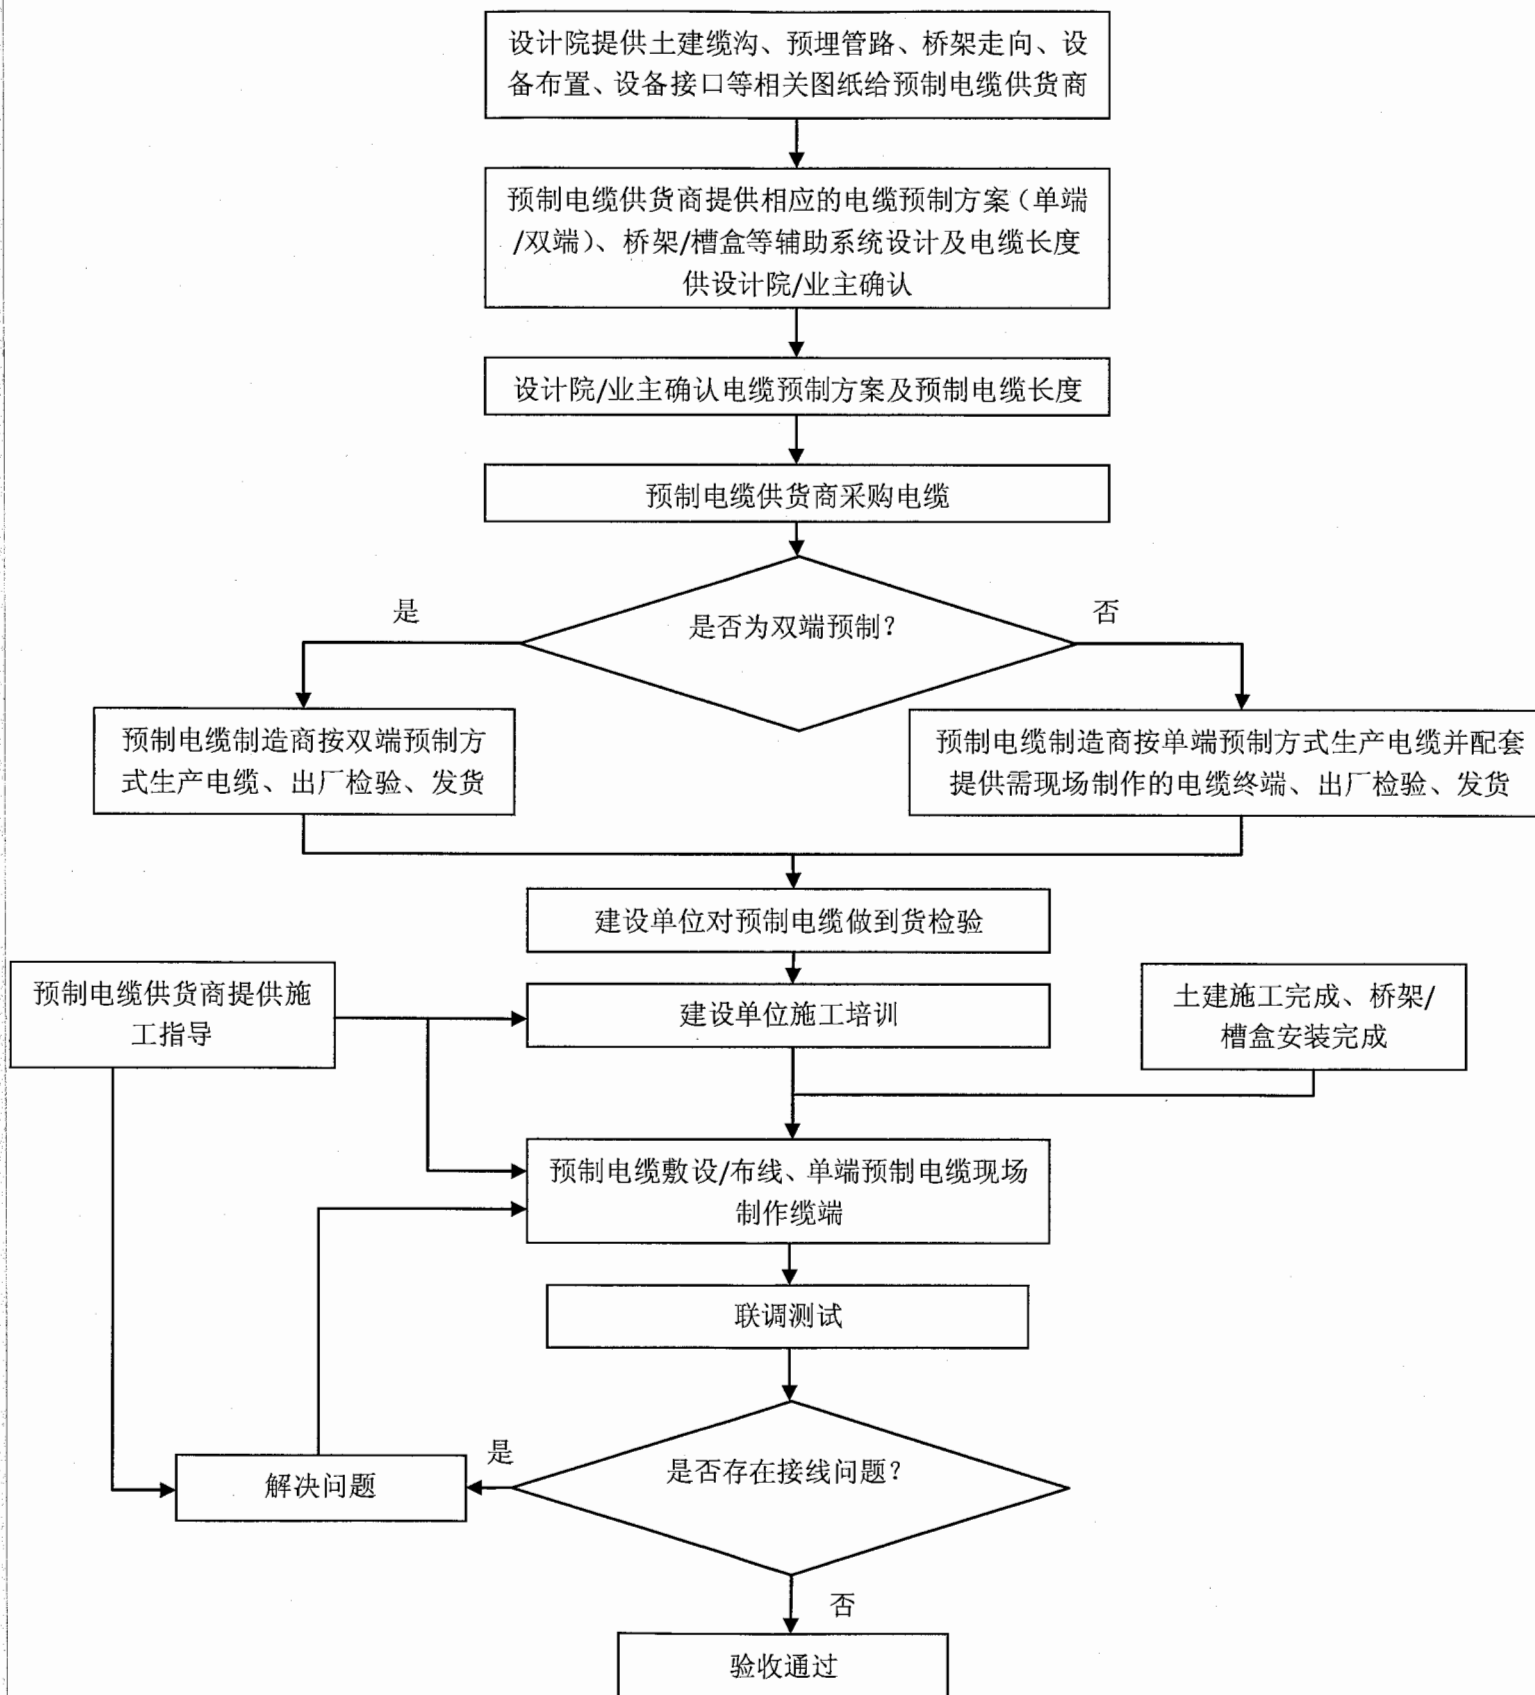 设计院提供土建缆沟、预埋管路、桥架走向、设
备布置、设备接口等相关图纸给预制电缆供货商
预制电缆供货商提供相应的电缆预制方案（单端
/双端）、桥架/槽盒等辅助系统设计及电缆长度
供设计院/业主确认
设计院/业主确认电缆预制方案及预制电缆长度
预制电缆供货商采购电缆
是否为双端预制？
是
否
预制电缆制造商按双端预制方
式生产电缆、出厂检验、发货
预制电缆制造商按单端预制方式生产电缆并配套
提供需现场制作的电缆终端、出厂检验、发货
建设单位对预制电缆做到货检验
预制电缆供货商提供施
工指导
建设单位施工培训
土建施工完成、桥架/
槽盒安装完成
预制电缆敷设/布线、单端预制电缆现场
制作缆端
联调测试
是否存在接线问题？
是
解决问题
否
验收通过